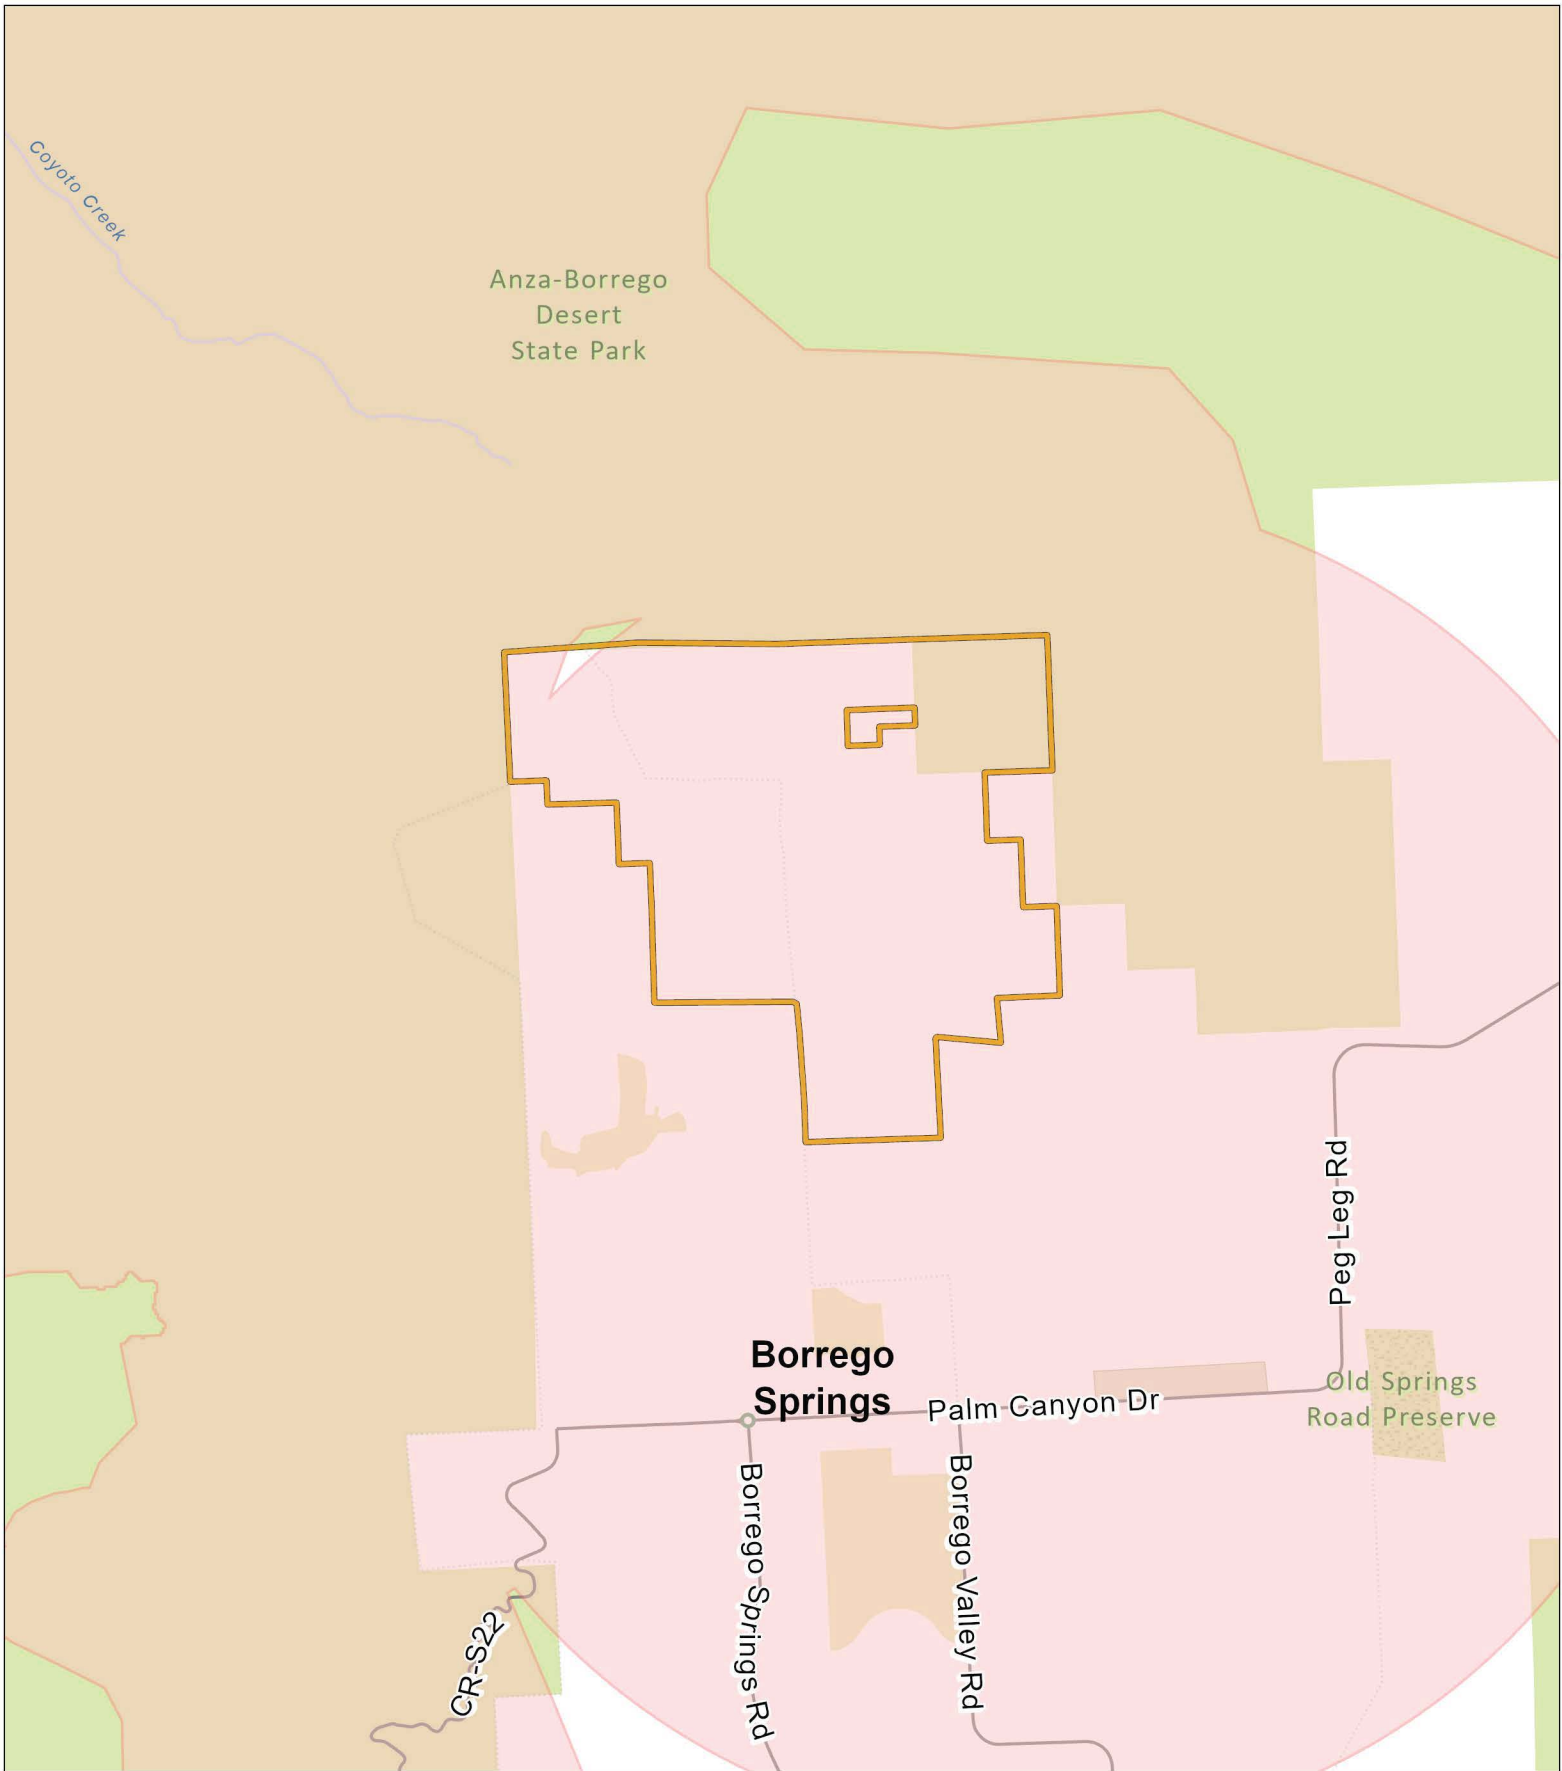 Coyoto Creek
Anza-Borrego
Desert
State Park
Peg Leg Rd
Borrego
Springs
Palm Canyon Dr
Old Springs
Road Preserve
Borrego Springs Rd
Borrego Valley Rd
CR-S22